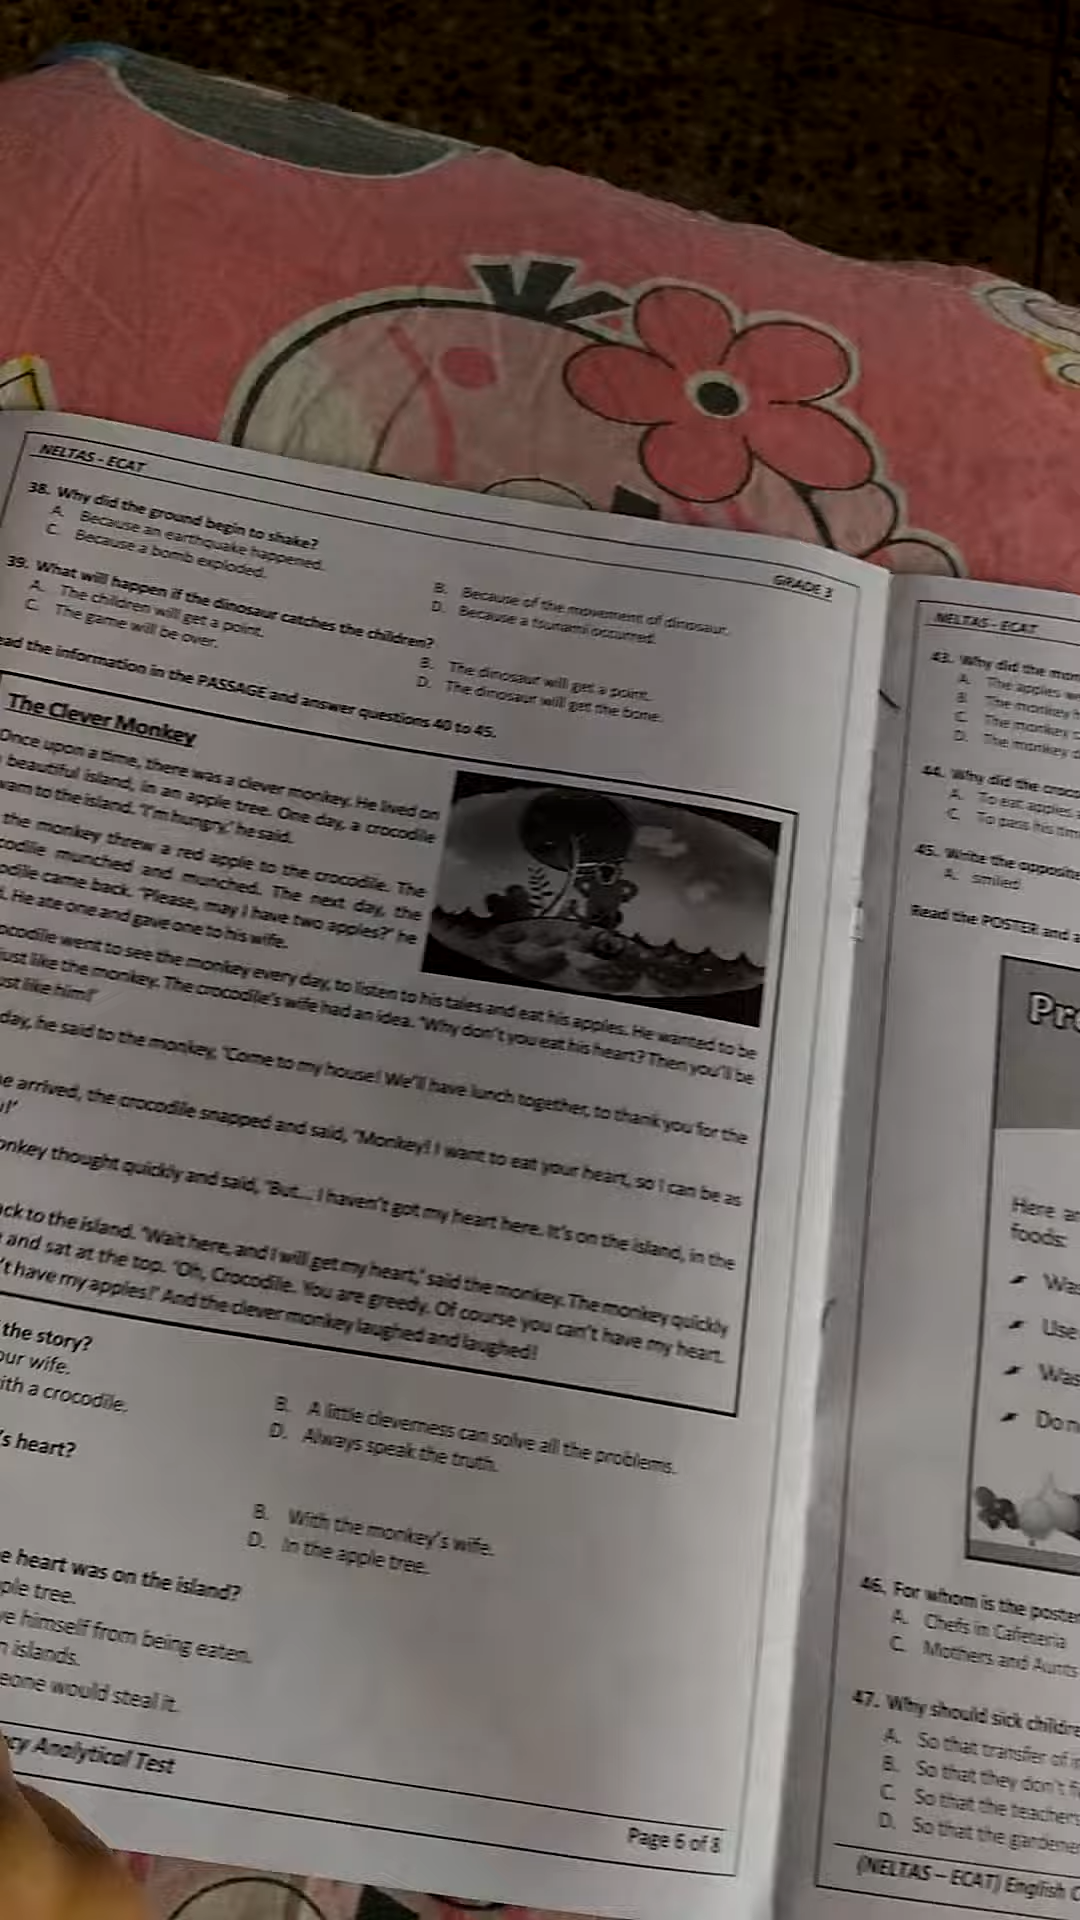 NELTAS - ECAT
GRADE 3
38. Why did the ground begin to shake?
A. Because an earthquake happened.
B. Because of the movement of dinosaur.
C. Because a bomb exploded.
D. Because a tsunami occurred.
39. What will happen if the dinosaur catches the children?
A. The children will get a point.
B. The dinosaur will get a point.
C. The game will be over.
D. The dinosaur will get the bone.
ead the information in the PASSAGE and answer questions 40 to 45.
The Clever Monkey
Once upon a time, there was a clever monkey. He lived on
beautiful island, in an apple tree. One day, a crocodile
wam to the island. "I'm hungry," he said.
the monkey threw a red apple to the crocodile. The
codile munched and munched. The next day, the
odile came back. "Please, may I have two apples?" he
. He ate one and gave one to his wife.
ocodile went to see the monkey every day, to listen to his tales and eat his apples. He wanted to be
just like the monkey. The crocodile's wife had an idea. "Why don't you eat his heart? Then you'll be
ust like him!"
day, he said to the monkey, "Come to my house! We'll have lunch together, to thank you for the
e arrived, the crocodile snapped and said, "Monkey! I want to eat your heart, so I can be as
u!"
onkey thought quickly and said, "But... I haven't got my heart here. It's on the island, in the
ack to the island. "Wait here, and I will get my heart," said the monkey. The monkey quickly
and sat at the top. "Oh, Crocodile. You are greedy. Of course you can't have my heart.
't have my apples!" And the clever monkey laughed and laughed!
the story?
our wife.
B. A little cleverness can solve all the problems.
ith a crocodile.
D. Always speak the truth.
's heart?
B. With the monkey's wife.
D. In the apple tree.
e heart was on the island?
ple tree.
ve himself from being eaten.
n islands.
eone would steal it.
cy Analytical Test
Page 6 of 8
NELTAS - ECAT
43. Why did the mon
A. The apples w
B. The monkey h
C. The monkey
D. The monkey
44. Why did the croco
A. To eat apples
C. To pass his tim
45. Write the opposite
A. smiled
Read the POSTER and a
Pr
Here ar
foods:
Was
Use
Was
Do n
46. For whom is the poster
A. Chefs in Cafeteria
C. Mothers and Aunts
47. Why should sick childre
A. So that transfer of
B. So that they don't f
C. So that the teachers
D. So that the gardene
(NELTAS – ECAT) English C